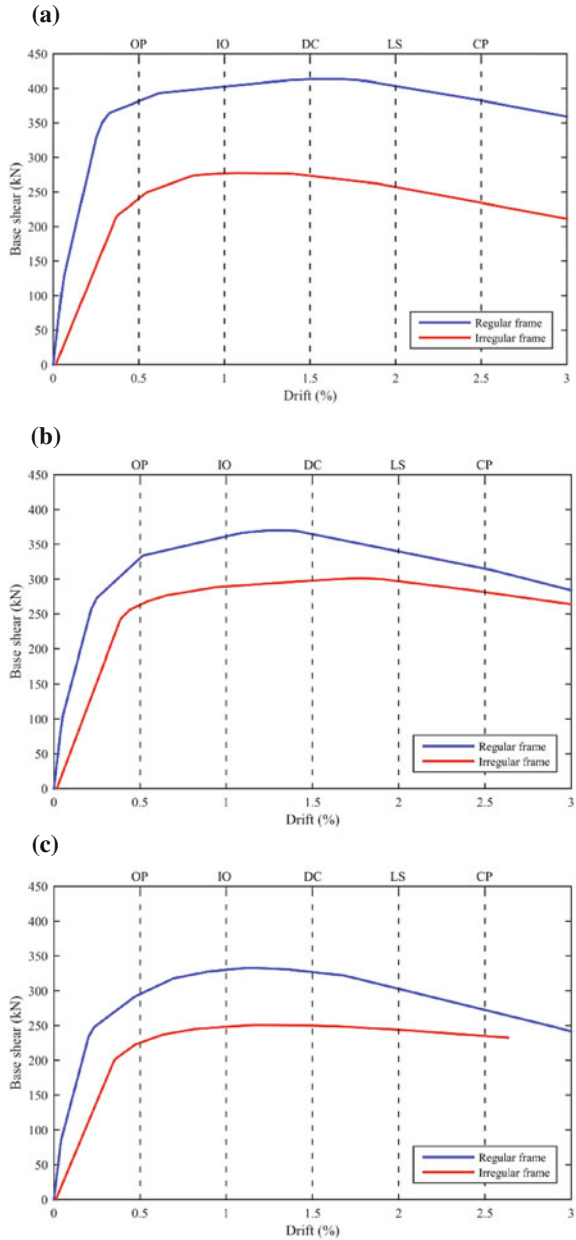 (a)
OP IO DC LS CP
450
400
350
300
250
200
150
100
50
0
Base shear (kN)
Regular frame
Irregular frame
0 0.5 1 1.5 2 2.5 3
Drift (%)
(b)
OP IO DC LS CP
450
400
350
300
250
200
150
100
50
0
Base shear (kN)
Regular frame
Irregular frame
0 0.5 1 1.5 2 2.5 3
Drift (%)
(c)
OP IO DC LS CP
450
400
350
300
250
200
150
100
50
0
Base shear (kN)
Regular frame
Irregular frame
0 0.5 1 1.5 2 2.5 3
Drift (%)